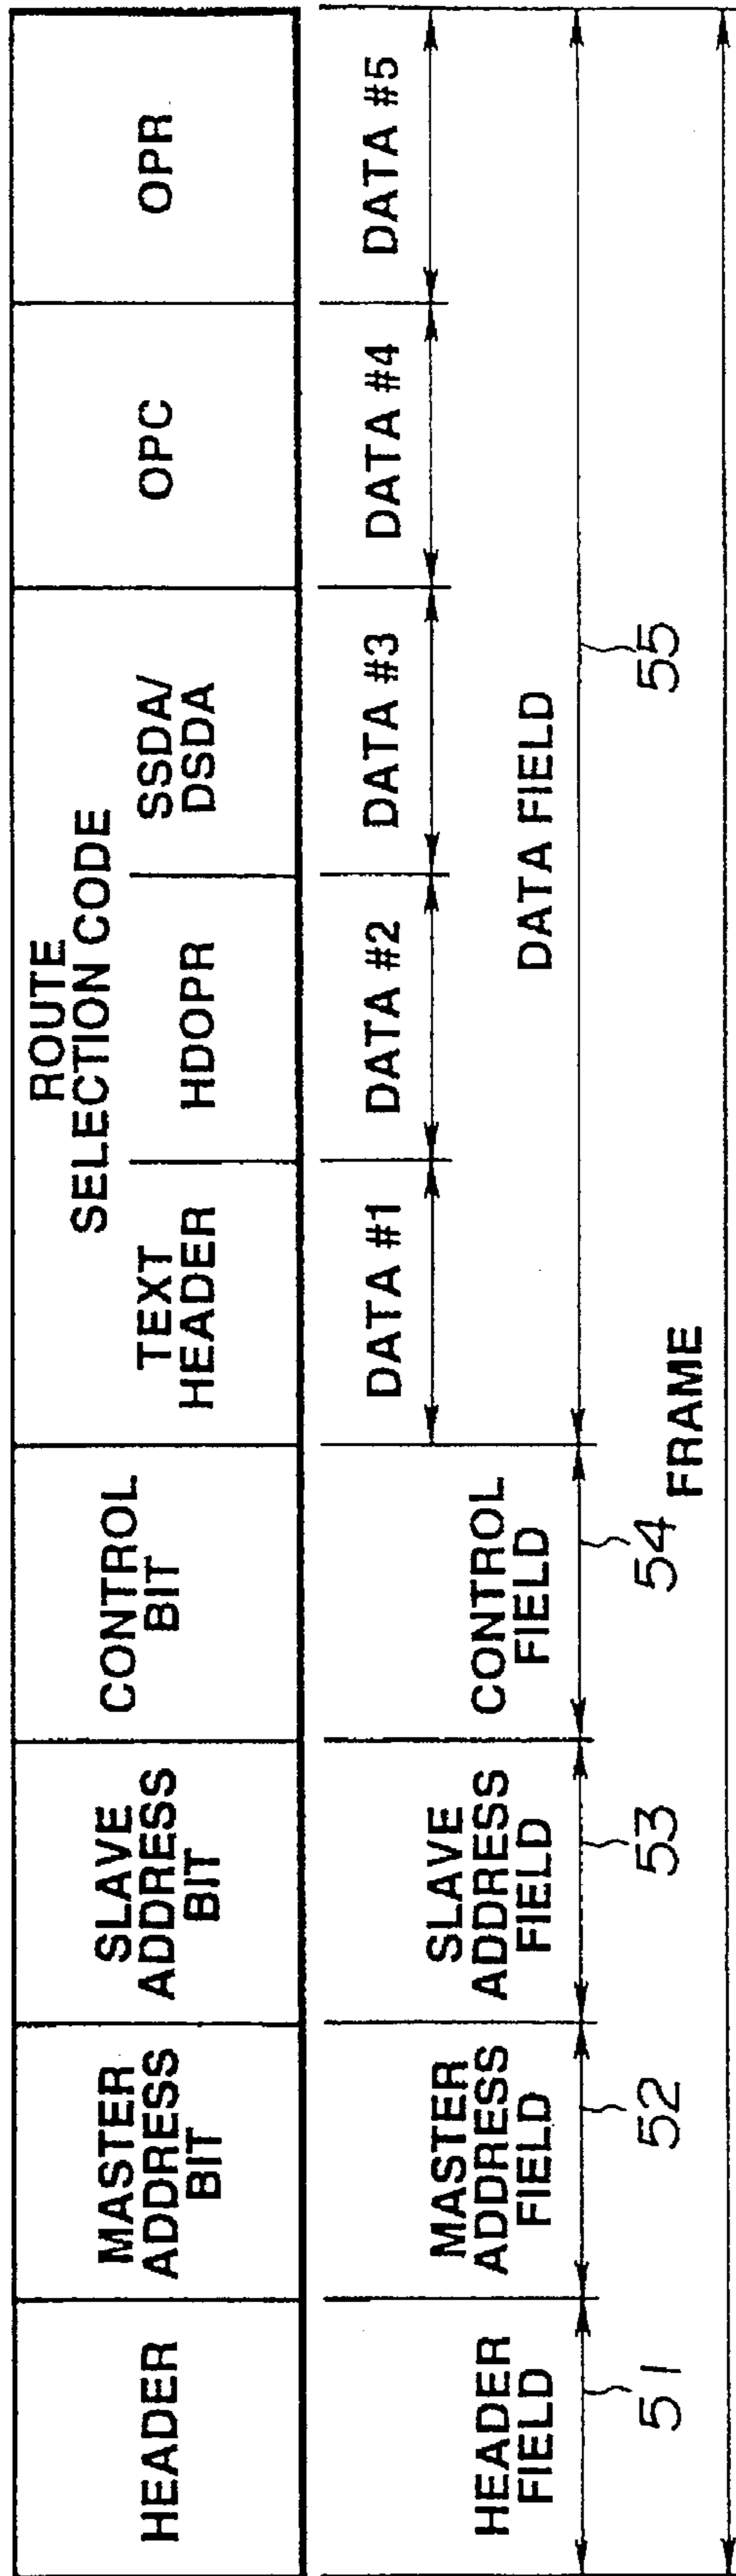 HEADER
MASTER
ADDRESS
BIT
SLAVE
ADDRESS
BIT
CONTROL
BIT
ROUTE
SELECTION CODE
TEXT
HEADER
HDOPR
SSDA/
DSDA
OPC
OPR
DATA #1
DATA #2
DATA #3
DATA #4
DATA #5
HEADER
FIELD
MASTER
ADDRESS
FIELD
SLAVE
ADDRESS
FIELD
CONTROL
FIELD
DATA FIELD
51
52
53
54
55
FRAME